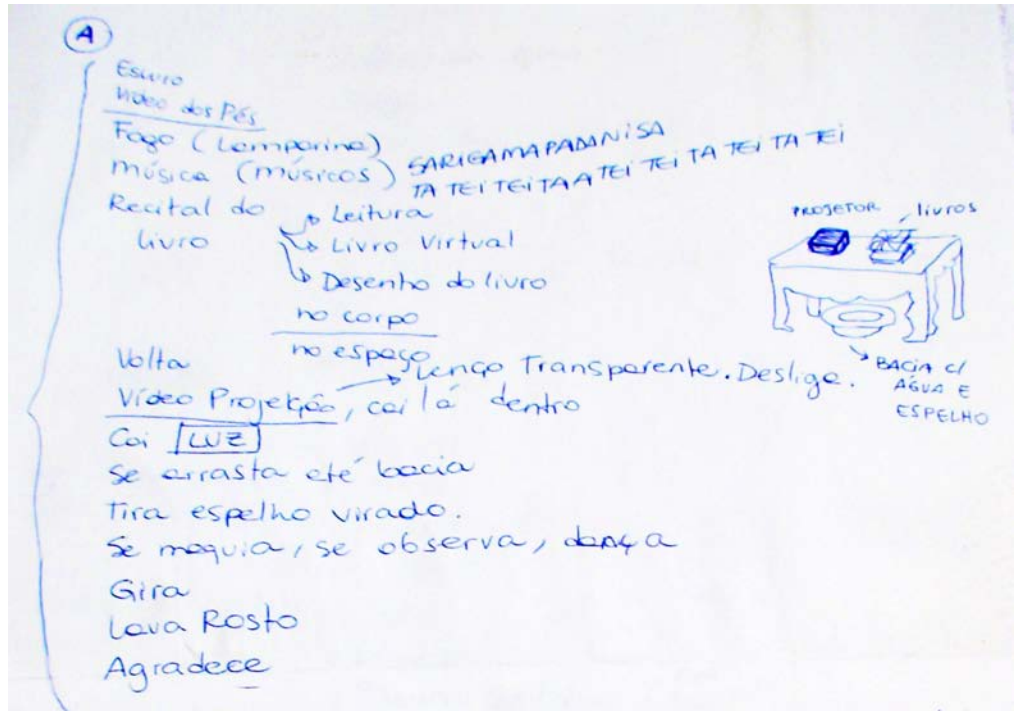 A
Escuro
Vídeo dos Pés
Fogo (Lamparina)
Música (músicos) SARIGAMAPADANISA
TA TEI TEI TA A TEI TEI TA TEI TA TEI
Recital do livro
Leitura
Livro Virtual
Desenho do livro
no corpo
no espaço
PROJETOR
livros
BACIA C/
ÁGUA E
ESPELHO
Volta
Vídeo Projeção, cai lá dentro
Lenço Transparente. Desliga.
Cai LUZ
Se arrasta até bacia
Tira espelho virado.
Se maquia, se observa, dança
Gira
Lava Rosto
Agradece